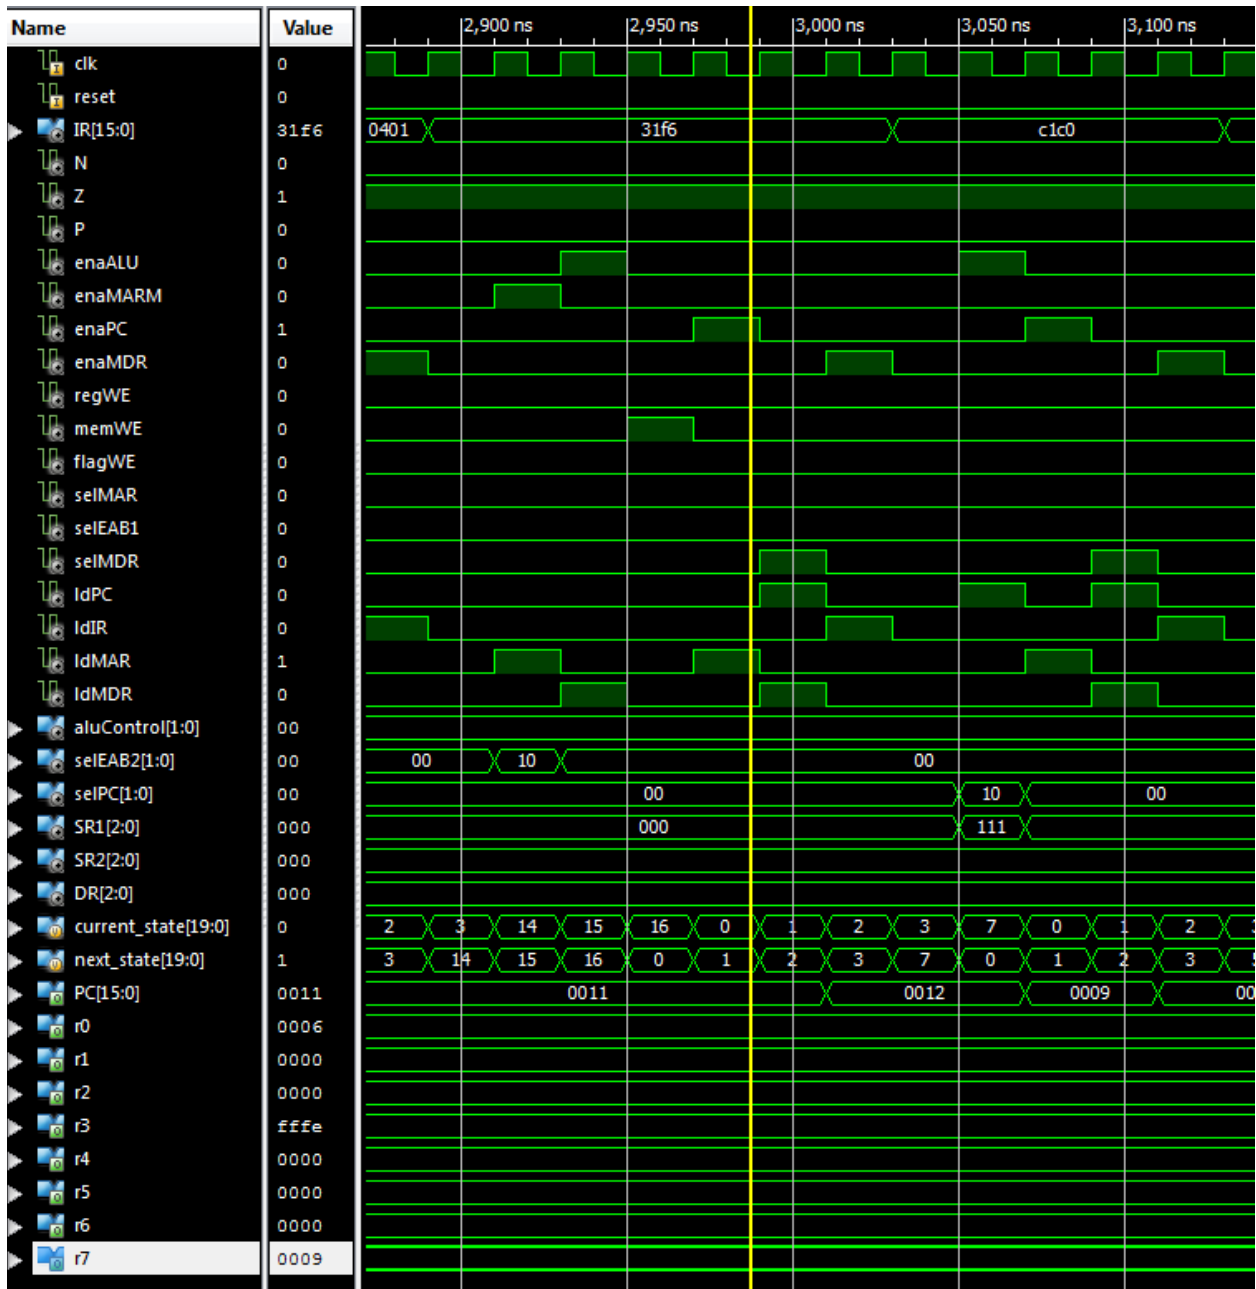 Name Value 2,900 ns 2,950 ns 3,000 ns 3,050 ns 3,100 ns
clk 0
reset 0
IR[15:0] 31f6 0401 31f6 c1c0
N 0
Z 1
P 0
enaALU 0
enaMARM 0
enaPC 1
enaMDR 0
regWE 0
memWE 0
flagWE 0
selMAR 0
selEAB1 0
selMDR 0
ldPC 0
ldIR 0
ldMAR 1
ldMDR 0
aluControl[1:0] 00
selEAB2[1:0] 00 00 10 00
selPC[1:0] 00 00 10 00
SR1[2:0] 000 000 111
SR2[2:0] 000
DR[2:0] 000
current_state[19:0] 0 2 3 14 15 16 0 1 2 3 7 0 1 2
next_state[19:0] 1 3 14 15 16 0 1 2 3 7 0 1 2 3
PC[15:0] 0011 0011 0012 0009 00
r0 0006
r1 0000
r2 0000
r3 fffe
r4 0000
r5 0000
r6 0000
r7 0009